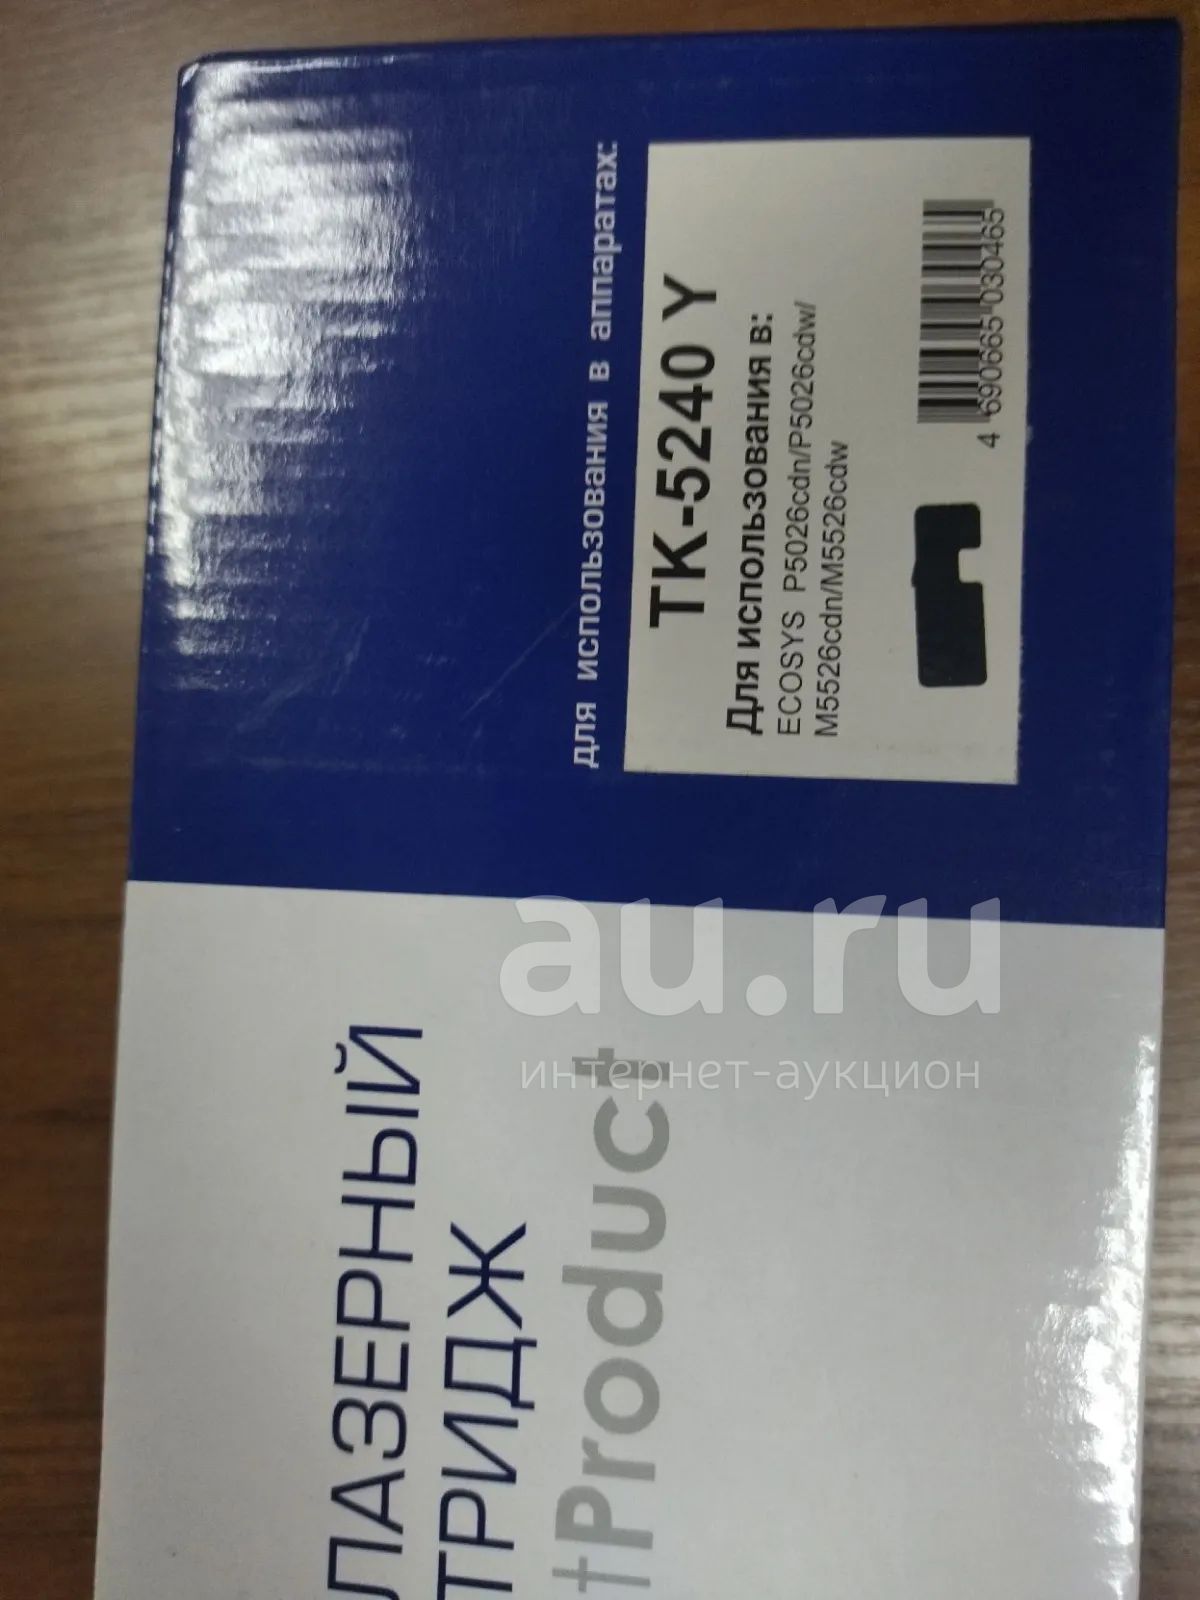 для использования в аппаратах:
TK-5240 Y
Для использования в:
ECOSYS P5026cdn/P5026cdw/
M5526cdn/M5526cdw
4 690665 030465
ЛАЗЕРНЫЙ
ТРИДЖ
tProduct
au.ru
интернет-аукцион